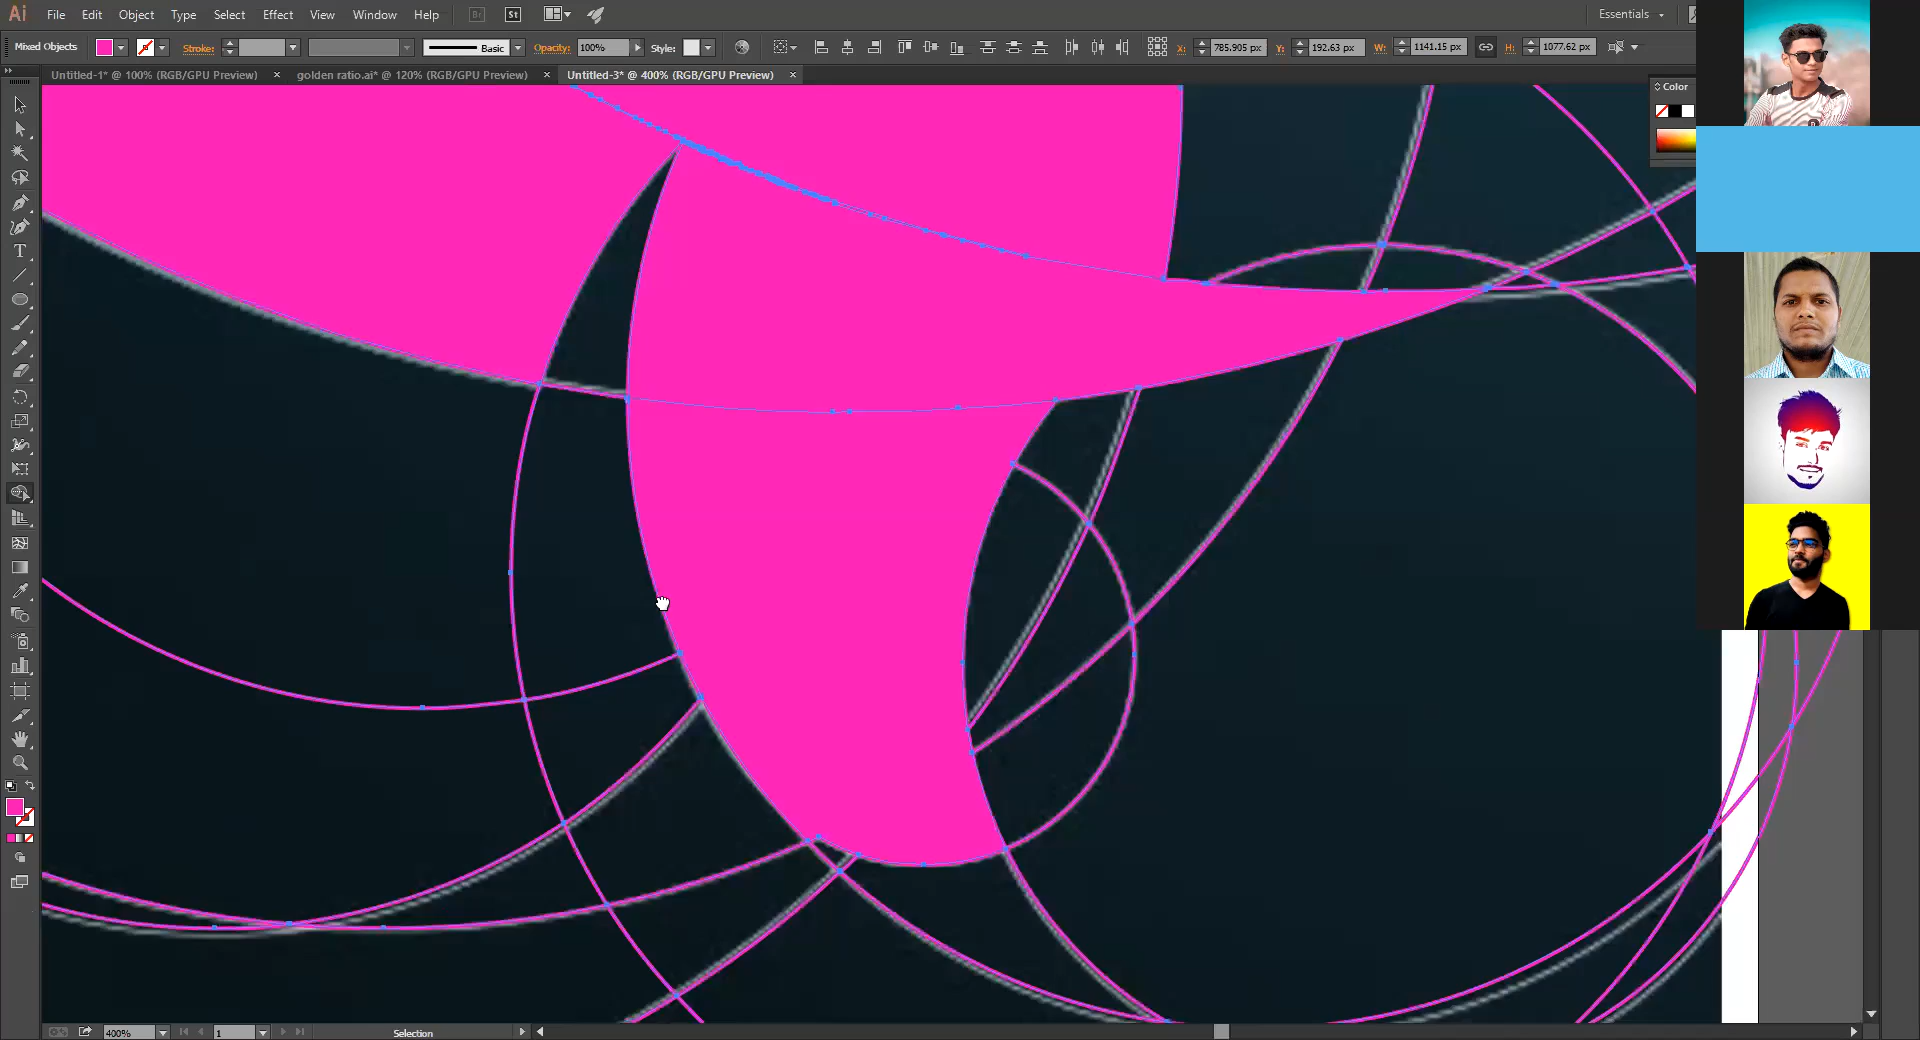 Ai File Edit Object Type Select Effect View Window Help Br St Essentials
Mixed Objects Stroke: Basic Opacity: 100% Style: X: 785.905 px Y: 192.63 px W: 1141.15 px H: 1077.62 px
Untitled-1* @ 100% (RGB/GPU Preview) × golden ratio.ai* @ 120% (RGB/GPU Preview) × Untitled-3* @ 400% (RGB/GPU Preview) ×
Color
T
400% 1 Selection